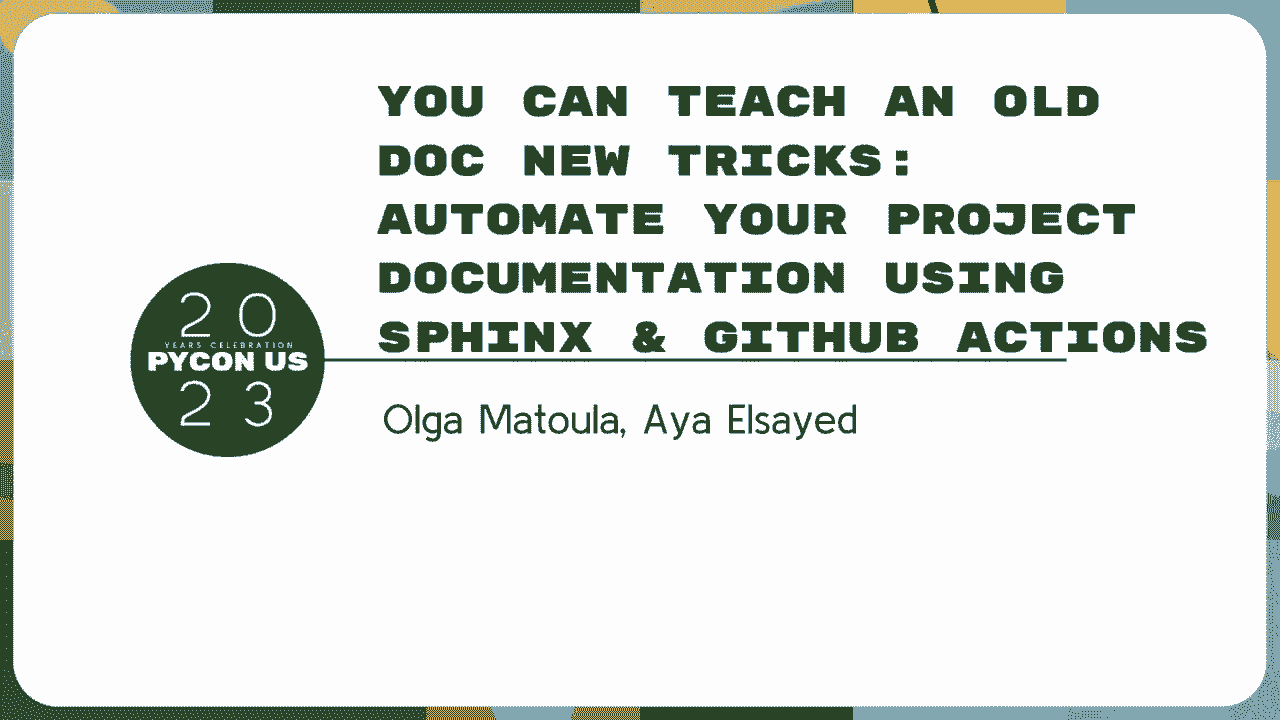 YOU CAN TEACH AN OLD
DOC NEW TRICKS:
AUTOMATE YOUR PROJECT
DOCUMENTATION USING
SPHINX & GITHUB ACTIONS
20
YEARS CELEBRATION
PYCON US
23
Olga Matoula, Aya Elsayed